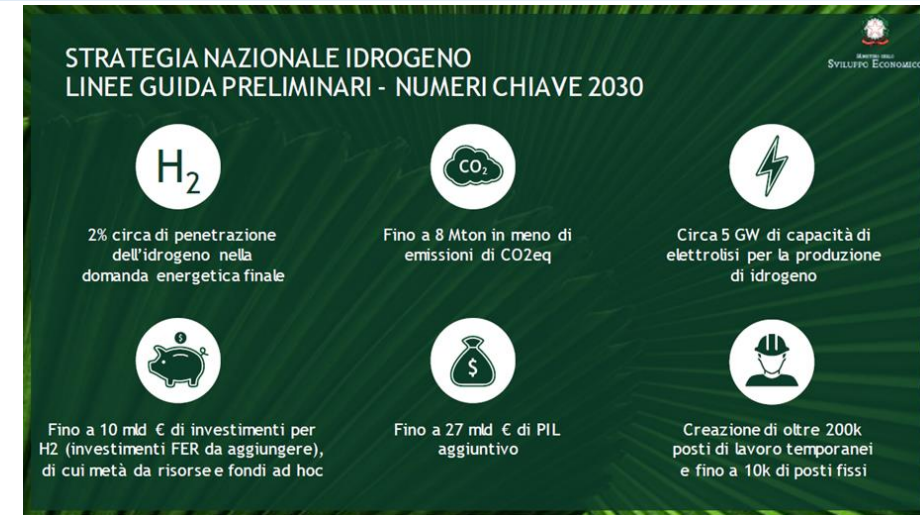 STRATEGIA NAZIONALE IDROGENO
LINEE GUIDA PRELIMINARI - NUMERI CHIAVE 2030
MINISTERO DELLO
SVILUPPO ECONOMICO
H2
2% circa di penetrazione
dell'idrogeno nella
domanda energetica finale
CO2
Fino a 8 Mton in meno di
emissioni di CO2eq
Circa 5 GW di capacità di
elettrolisi per la produzione
di idrogeno
$
Fino a 10 mld € di investimenti per
H2 (investimenti FER da aggiungere),
di cui metà da risorse e fondi ad hoc
$
Fino a 27 mld € di PIL
aggiuntivo
Creazione di oltre 200k
posti di lavoro temporanei
e fino a 10k di posti fissi